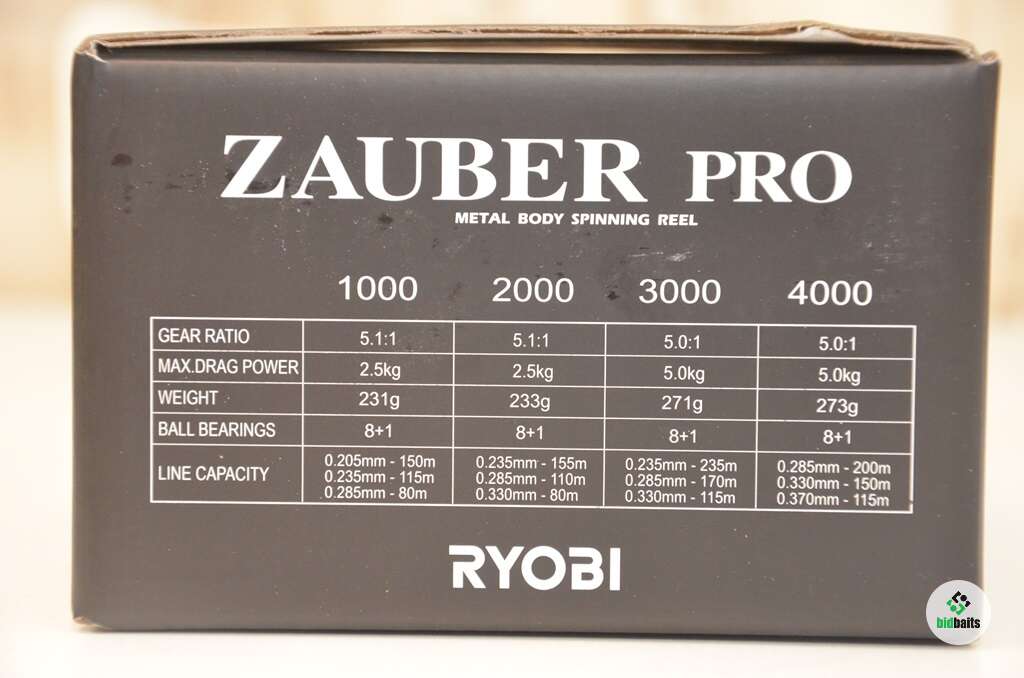 ZAUBER PRO
METAL BODY SPINNING REEL
1000 2000 3000 4000
GEAR RATIO 5.1:1 5.1:1 5.0:1 5.0:1
MAX.DRAG POWER 2.5kg 2.5kg 5.0kg 5.0kg
WEIGHT 231g 233g 271g 273g
BALL BEARINGS 8+1 8+1 8+1 8+1
LINE CAPACITY
0.205mm - 150m 0.235mm - 155m 0.235mm - 235m 0.285mm - 200m
0.235mm - 115m 0.285mm - 110m 0.285mm - 170m 0.330mm - 150m
0.285mm - 80m 0.330mm - 80m 0.330mm - 115m 0.370mm - 115m
RYOBI
bidbaits